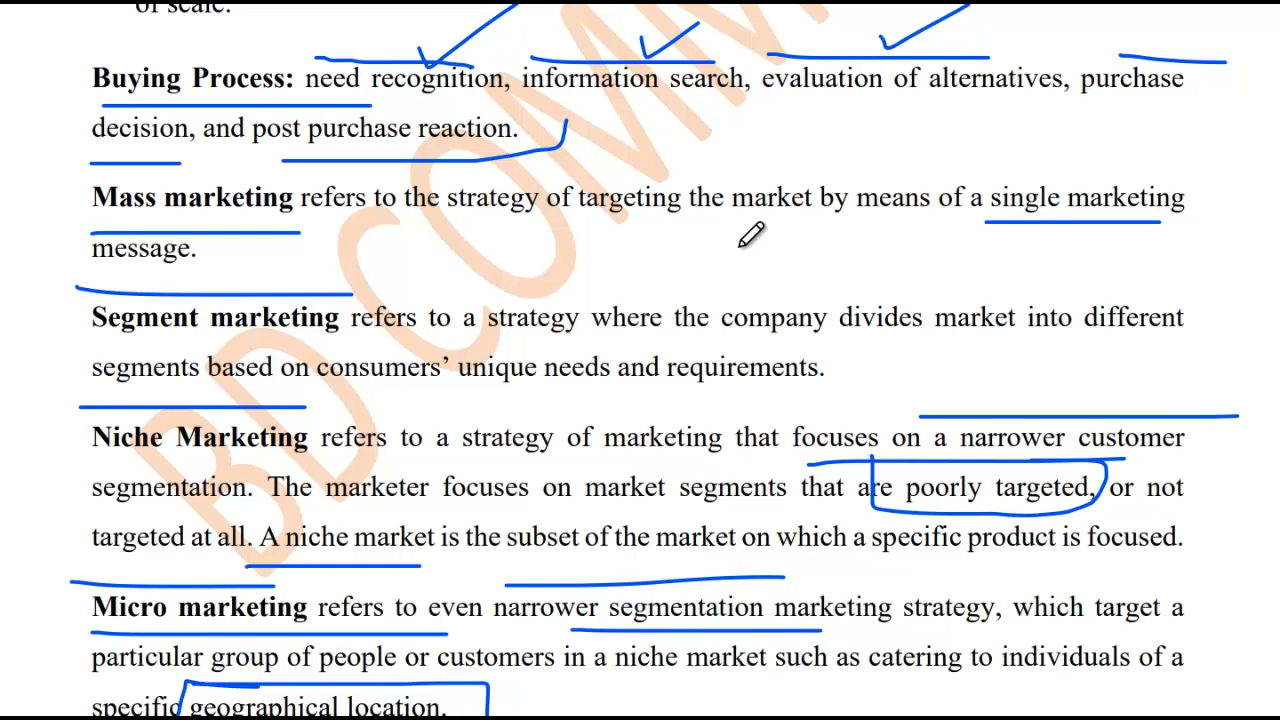 of scale.
Buying Process: need recognition, information search, evaluation of alternatives, purchase
decision, and post purchase reaction.
Mass marketing refers to the strategy of targeting the market by means of a single marketing
message.
Segment marketing refers to a strategy where the company divides market into different
segments based on consumers’ unique needs and requirements.
Niche Marketing refers to a strategy of marketing that focuses on a narrower customer
segmentation. The marketer focuses on market segments that are poorly targeted, or not
targeted at all. A niche market is the subset of the market on which a specific product is focused.
Micro marketing refers to even narrower segmentation marketing strategy, which target a
particular group of people or customers in a niche market such as catering to individuals of a
specific geographical location.
BD COMM